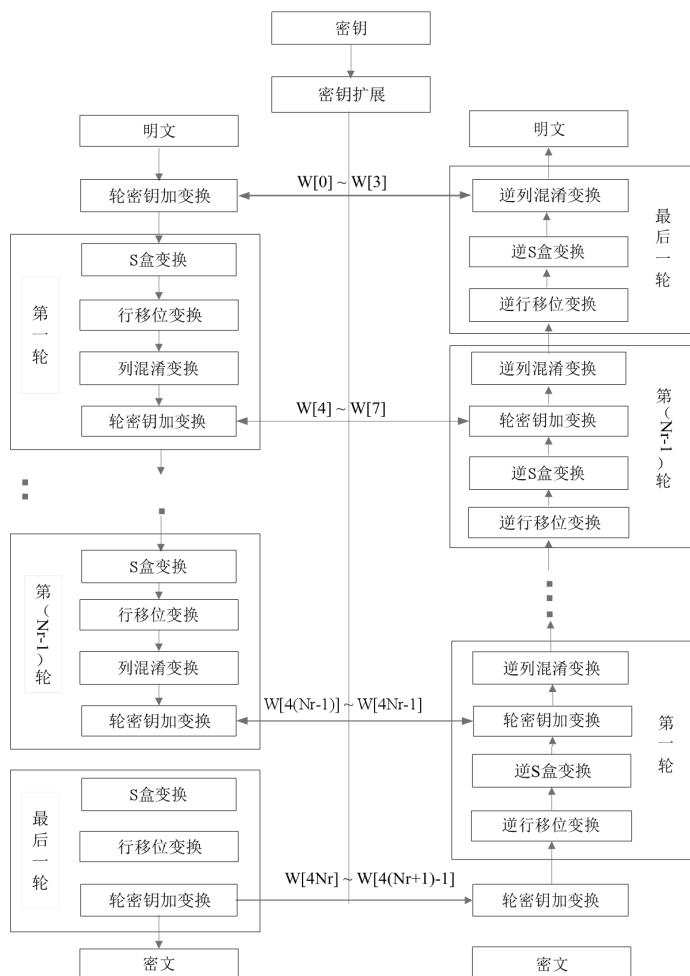 密钥
密钥扩展
明文
轮密钥加变换
第一轮
S盒变换
行移位变换
列混淆变换
轮密钥加变换
第（Nr-1）轮
S盒变换
行移位变换
列混淆变换
轮密钥加变换
最后一轮
S盒变换
行移位变换
轮密钥加变换
密文
W[0] ~ W[3]
W[4] ~ W[7]
W[4(Nr-1)] ~ W[4Nr-1]
W[4Nr] ~ W[4(Nr+1)-1]
明文
逆列混淆变换
逆S盒变换
逆行移位变换
最后一轮
逆列混淆变换
轮密钥加变换
逆S盒变换
逆行移位变换
第（Nr-1）轮
逆列混淆变换
轮密钥加变换
逆S盒变换
逆行移位变换
第一轮
轮密钥加变换
密文